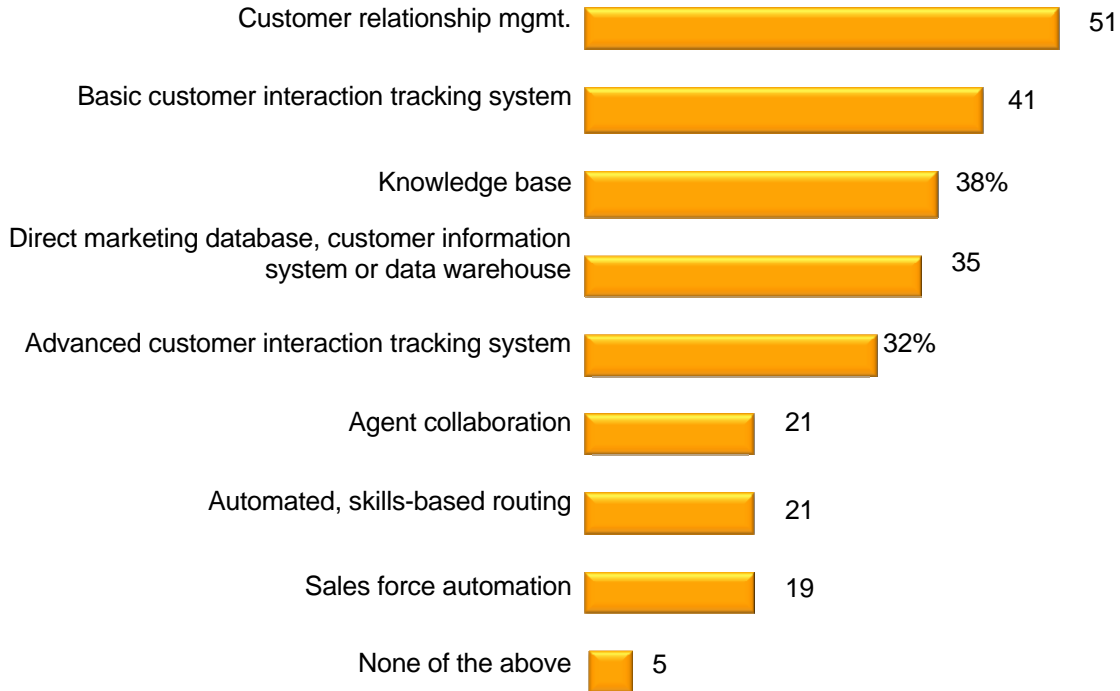 Customer relationship mgmt. 51
Basic customer interaction tracking system 41
Knowledge base 38%
Direct marketing database, customer information
system or data warehouse 35
Advanced customer interaction tracking system 32%
Agent collaboration 21
Automated, skills-based routing 21
Sales force automation 19
None of the above 5